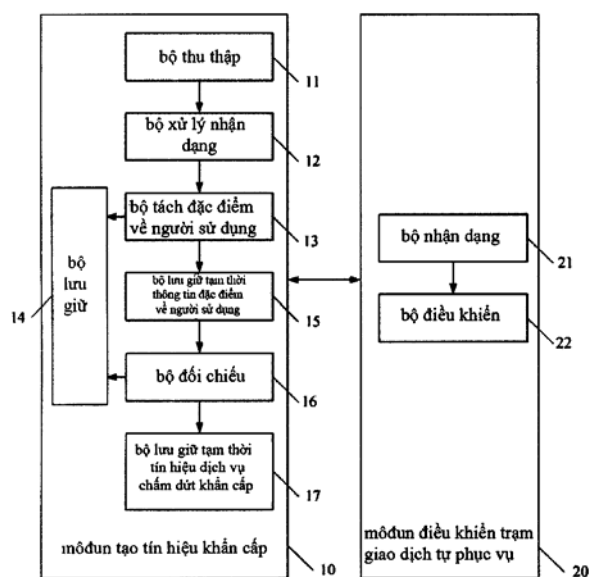 bộ thu thập
11
bộ xử lý nhận
dạng
12
bộ tách đặc điểm
về người sử dụng
13
bộ
lưu
giữ
14
bộ lưu giữ tạm thời
thông tin đặc điểm
về người sử dụng
15
bộ đối chiếu
16
bộ lưu giữ tạm thời
tín hiệu dịch vụ
chấm dứt khẩn cấp
17
môđun tạo tín hiệu khẩn cấp
10
bộ nhận dạng
21
bộ điều khiển
22
môđun điều khiển trạm
giao dịch tự phục vụ
20